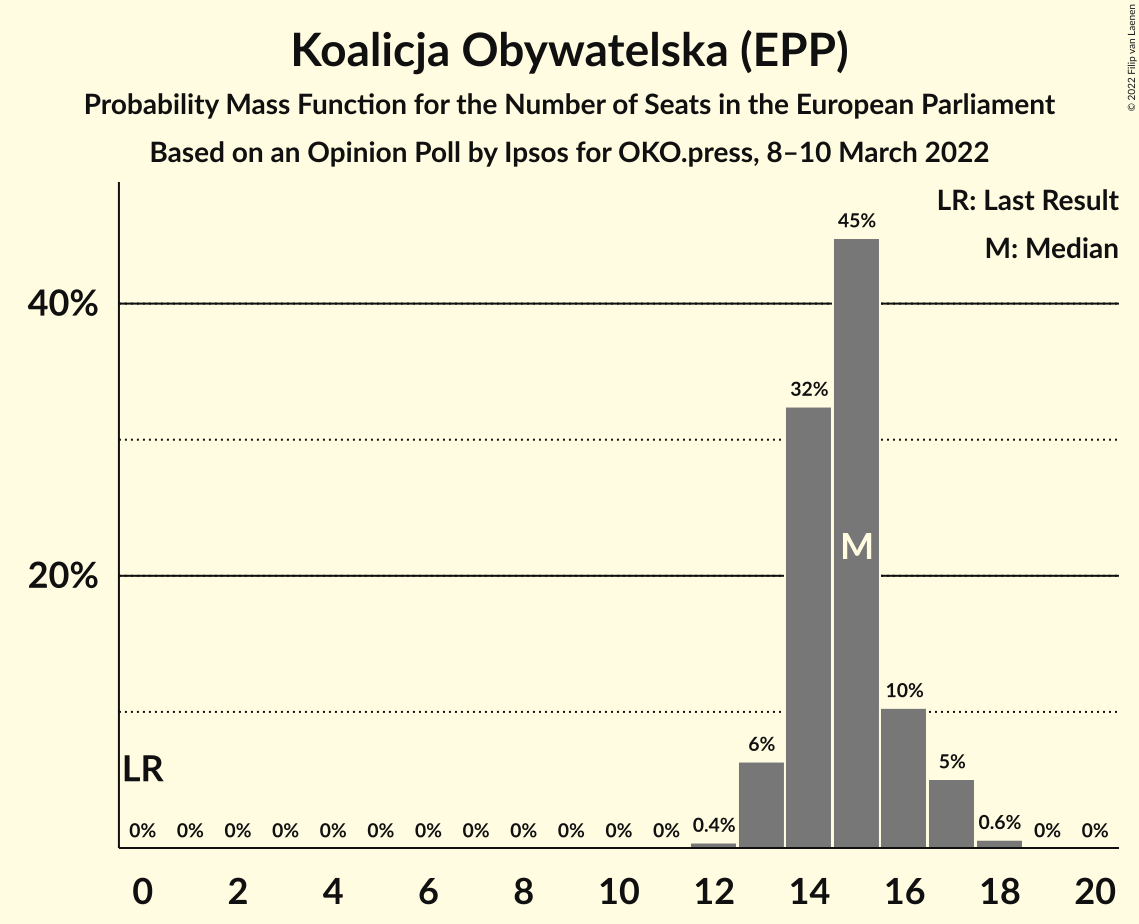 Koalicja Obywatelska (EPP)
Probability Mass Function for the Number of Seats in the European Parliament
Based on an Opinion Poll by Ipsos for OKO.press, 8–10 March 2022
© 2022 Filip van Laenen
LR: Last Result
M: Median
45%
40%
32%
M
20%
10%
6%
5%
LR
0% 0% 0% 0% 0% 0% 0% 0% 0% 0% 0% 0% 0.4% 0.6% 0% 0%
0 2 4 6 8 10 12 14 16 18 20